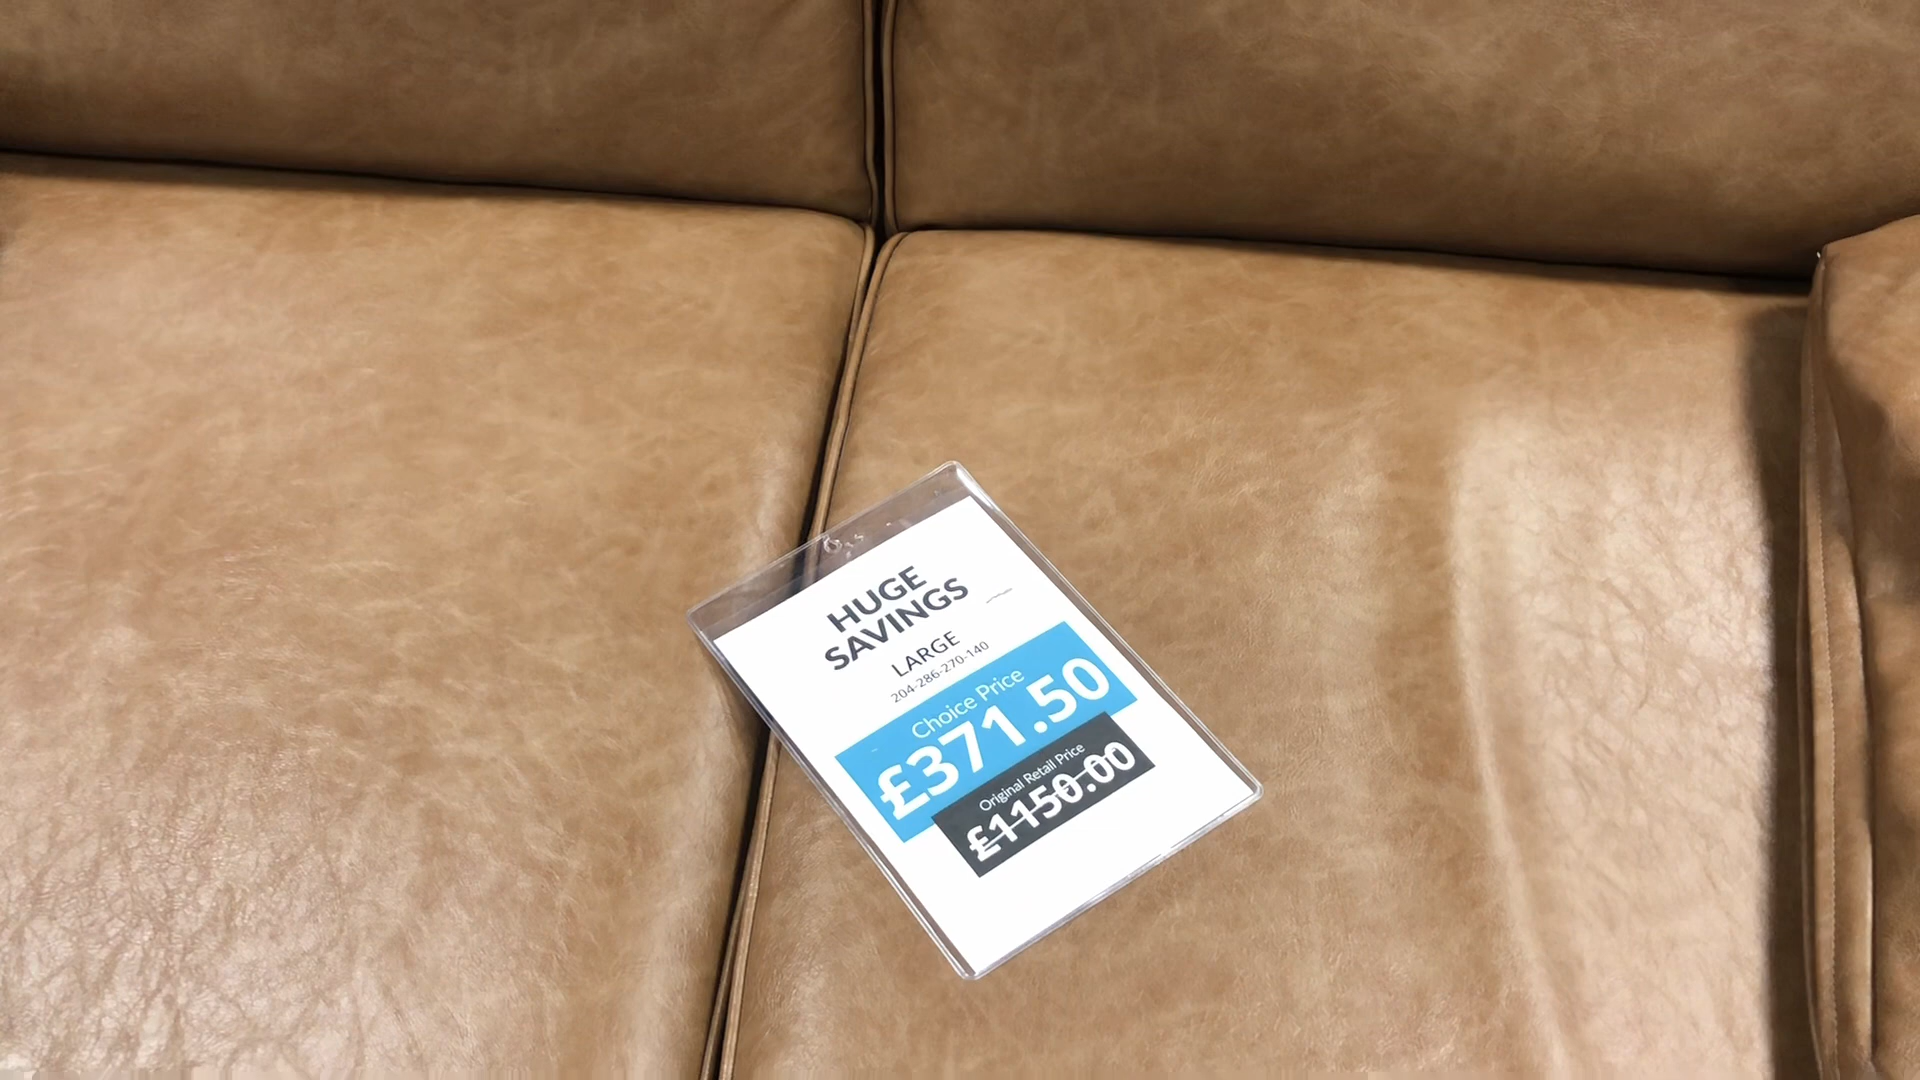 HUGE
SAVINGS
LARGE
204-286-270-140
Choice Price
£371.50
Original Retail Price
£1150.00